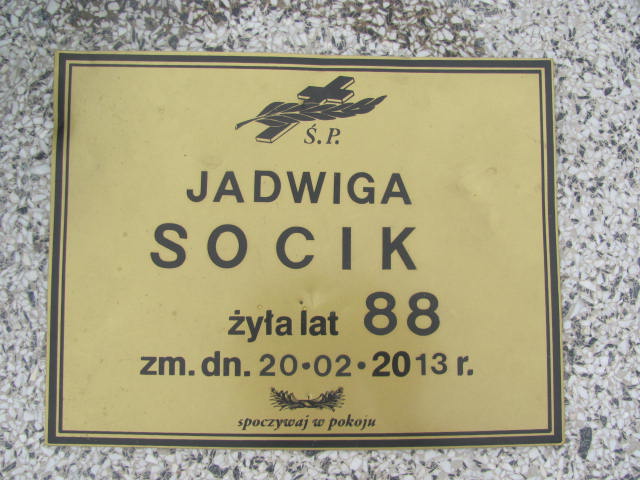 Ś.P.
JADWIGA
SOCIK
żyła lat 88
zm. dn. 20·02·2013 r.
spoczywaj w pokoju